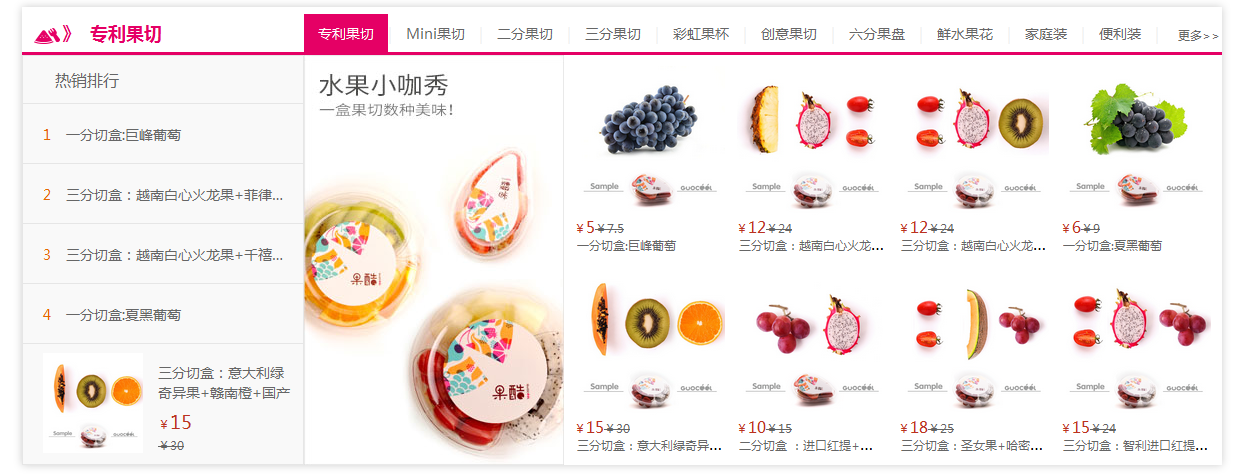 专利果切
专利果切 Mini果切 二分果切 三分果切 彩虹果杯 创意果切 六分果盘 鲜水果花 家庭装 便利装 更多>>
热销排行
1 一分切盒:巨峰葡萄
2 三分切盒：越南白心火龙果+菲律...
3 三分切盒：越南白心火龙果+千禧...
4 一分切盒:夏黑葡萄
三分切盒：意大利绿
奇异果+赣南橙+国产
¥15
¥30
Sample GUOCOOL
水果小咖秀
一盒果切数种美味!
果酷
果酷
果酷
Sample GUOCOOL
Sample GUOCOOL
Sample GUOCOOL
Sample GUOCOOL
¥5 ¥7.5
一分切盒:巨峰葡萄
¥12 ¥24
三分切盒：越南白心火龙...
¥12 ¥24
三分切盒：越南白心火龙...
¥6 ¥9
一分切盒:夏黑葡萄
Sample GUOCOOL
Sample GUOCOOL
Sample GUOCOOL
Sample GUOCOOL
¥15 ¥30
三分切盒：意大利绿奇异...
¥10 ¥15
二分切盒 ：进口红提+...
¥18 ¥25
三分切盒：圣女果+哈密...
¥15 ¥24
三分切盒：智利进口红提...